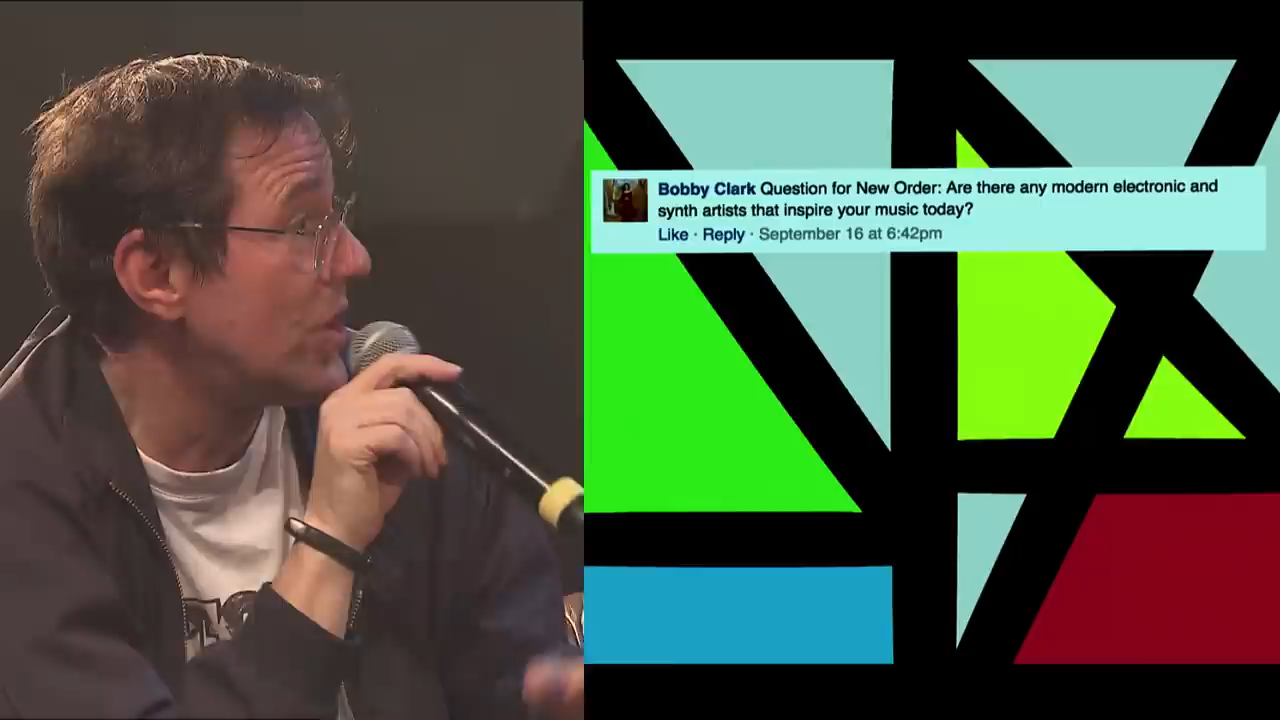 Bobby Clark Question for New Order: Are there any modern electronic and
synth artists that inspire your music today?
Like · Reply · September 16 at 6:42pm